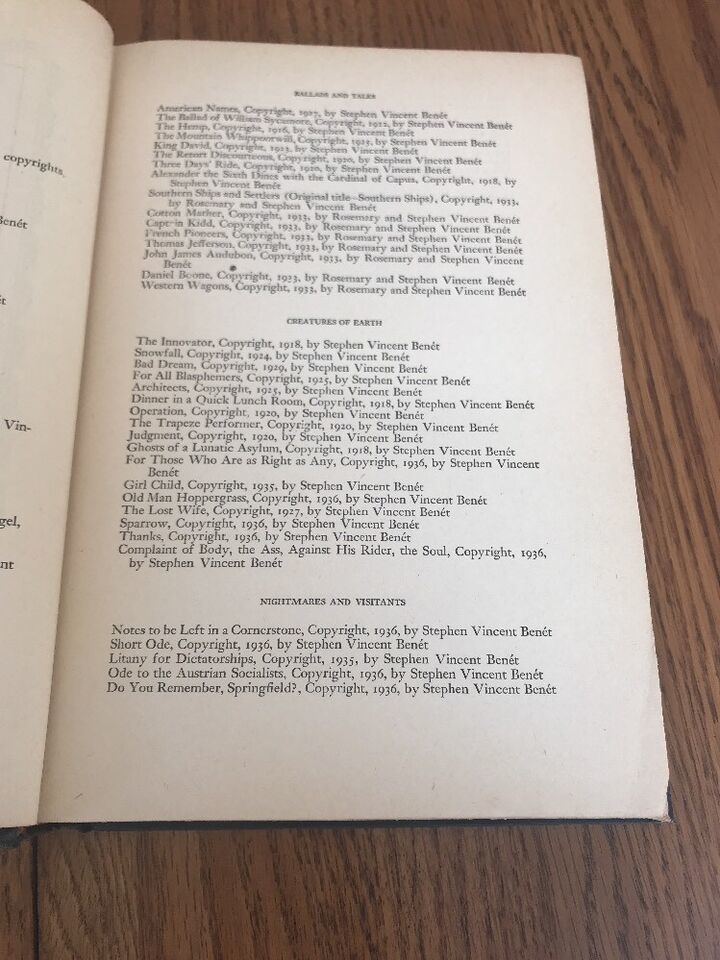 copyrights,
Benét
t
Vin-
gel,
nt
BALLADS AND TALES
American Names, Copyright, 1927, by Stephen Vincent Benét
The Ballad of William Sycamore, Copyright, 1922, by Stephen Vincent Benét
The Hemp, Copyright, 1916, by Stephen Vincent Benét
The Mountain Whippoorwill, Copyright, 1925, by Stephen Vincent Benét
King David, Copyright, 1923, by Stephen Vincent Benét
The Retort Discourteous, Copyright, 1920, by Stephen Vincent Benét
Three Days' Ride, Copyright, 1920, by Stephen Vincent Benét
Alexander the Sixth Dines with the Cardinal of Capua, Copyright, 1918, by
Stephen Vincent Benét
Southern Ships and Settlers (Original title—Southern Ships), Copyright, 1933,
by Rosemary and Stephen Vincent Benét
Cotton Mather, Copyright, 1933, by Rosemary and Stephen Vincent Benét
Captain Kidd, Copyright, 1933, by Rosemary and Stephen Vincent Benét
French Pioneers, Copyright, 1933, by Rosemary and Stephen Vincent Benét
Thomas Jefferson, Copyright, 1933, by Rosemary and Stephen Vincent Benét
John James Audubon, Copyright, 1933, by Rosemary and Stephen Vincent
Benét
Daniel Boone, Copyright, 1933, by Rosemary and Stephen Vincent Benét
Western Wagons, Copyright, 1933, by Rosemary and Stephen Vincent Benét
CREATURES OF EARTH
The Innovator, Copyright, 1918, by Stephen Vincent Benét
Snowfall, Copyright, 1924, by Stephen Vincent Benét
Bad Dream, Copyright, 1929, by Stephen Vincent Benét
For All Blasphemers, Copyright, 1925, by Stephen Vincent Benét
Architects, Copyright, 1925, by Stephen Vincent Benét
Dinner in a Quick Lunch Room, Copyright, 1918, by Stephen Vincent Benét
Operation, Copyright, 1920, by Stephen Vincent Benét
The Trapeze Performer, Copyright, 1920, by Stephen Vincent Benét
Judgment, Copyright, 1920, by Stephen Vincent Benét
Ghosts of a Lunatic Asylum, Copyright, 1918, by Stephen Vincent Benét
For Those Who Are as Right as Any, Copyright, 1936, by Stephen Vincent
Benét
Girl Child, Copyright, 1935, by Stephen Vincent Benét
Old Man Hoppergrass, Copyright, 1936, by Stephen Vincent Benét
The Lost Wife, Copyright, 1927, by Stephen Vincent Benét
Sparrow, Copyright, 1936, by Stephen Vincent Benét
Thanks, Copyright, 1936, by Stephen Vincent Benét
Complaint of Body, the Ass, Against His Rider, the Soul, Copyright, 1936,
by Stephen Vincent Benét
NIGHTMARES AND VISITANTS
Notes to be Left in a Cornerstone, Copyright, 1936, by Stephen Vincent Benét
Short Ode, Copyright, 1936, by Stephen Vincent Benét
Litany for Dictatorships, Copyright, 1935, by Stephen Vincent Benét
Ode to the Austrian Socialists, Copyright, 1936, by Stephen Vincent Benét
Do You Remember, Springfield?, Copyright, 1936, by Stephen Vincent Benét